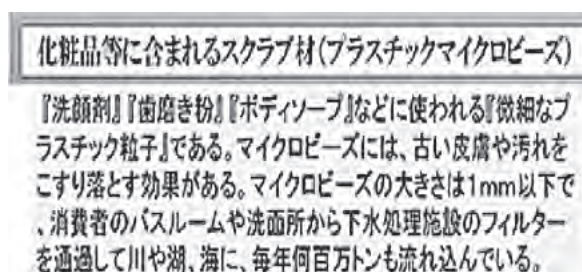 化粧品等に含まれるスクラブ材(プラスチックマイクロビーズ)
『洗顔剤』『歯磨き粉』『ボディソープ』などに使われる『微細なプ
ラスチック粒子』である。マイクロビーズには、古い皮膚や汚れを
こすり落とす効果がある。マイクロビーズの大きさは1mm以下で
、消費者のバスルームや洗面所から下水処理施設のフィルター
を通過して川や湖、海に、毎年何百万トンも流れ込んでいる。